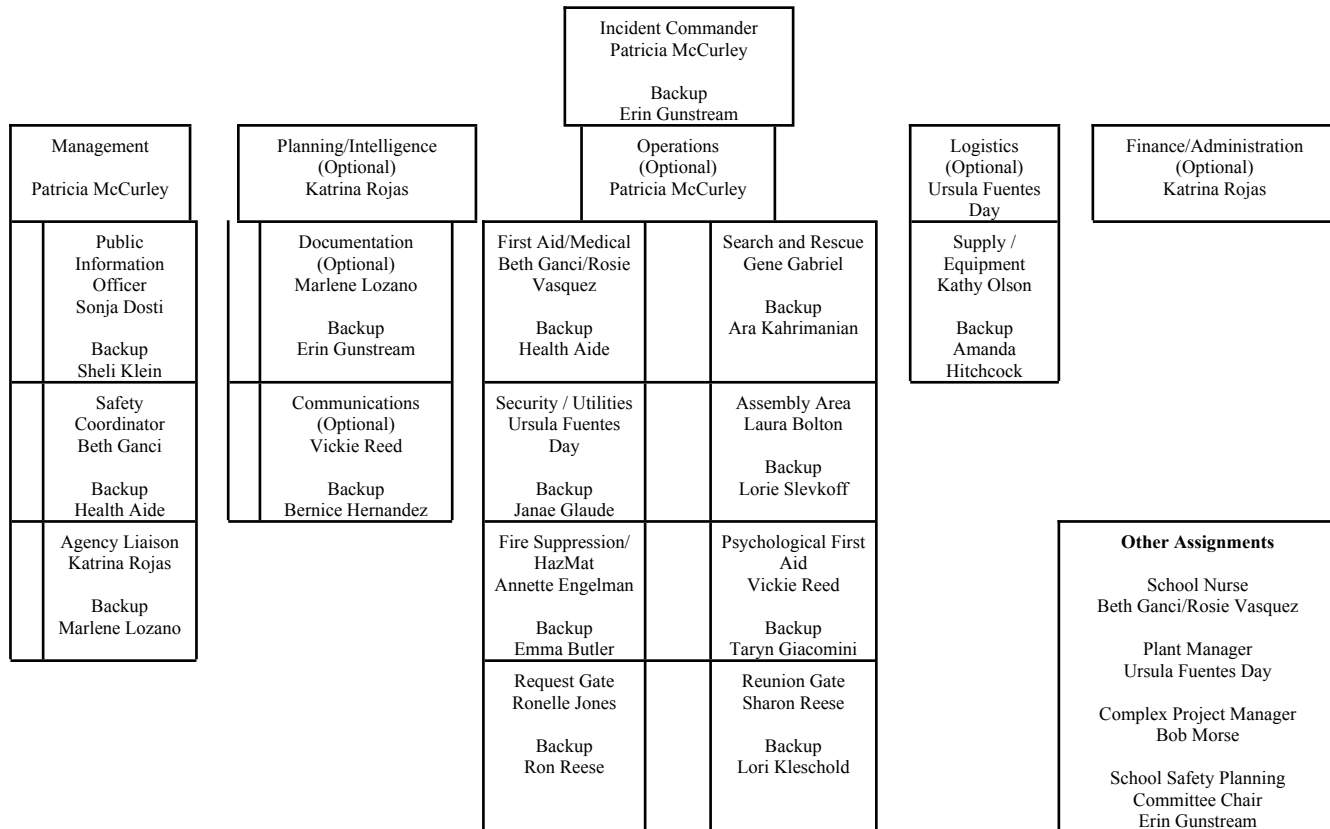 Incident Commander
Patricia McCurley
Backup
Erin Gunstream
Management
Patricia McCurley
Planning/Intelligence
(Optional)
Katrina Rojas
Operations
(Optional)
Patricia McCurley
Logistics
(Optional)
Ursula Fuentes
Day
Finance/Administration
(Optional)
Katrina Rojas
Public
Information
Officer
Sonja Dosti
Backup
Sheli Klein
Documentation
(Optional)
Marlene Lozano
Backup
Erin Gunstream
First Aid/Medical
Beth Ganci/Rosie
Vasquez
Backup
Health Aide
Search and Rescue
Gene Gabriel
Backup
Ara Kahrimanian
Supply /
Equipment
Kathy Olson
Backup
Amanda
Hitchcock
Safety
Coordinator
Beth Ganci
Backup
Health Aide
Communications
(Optional)
Vickie Reed
Backup
Bernice Hernandez
Security / Utilities
Ursula Fuentes
Day
Backup
Janae Glaude
Assembly Area
Laura Bolton
Backup
Lorie Slevkoff
Agency Liaison
Katrina Rojas
Backup
Marlene Lozano
Fire Suppression/
HazMat
Annette Engelman
Backup
Emma Butler
Psychological First
Aid
Vickie Reed
Backup
Taryn Giacomini
Request Gate
Ronelle Jones
Backup
Ron Reese
Reunion Gate
Sharon Reese
Backup
Lori Kleschold
Other Assignments
School Nurse
Beth Ganci/Rosie Vasquez
Plant Manager
Ursula Fuentes Day
Complex Project Manager
Bob Morse
School Safety Planning
Committee Chair
Erin Gunstream